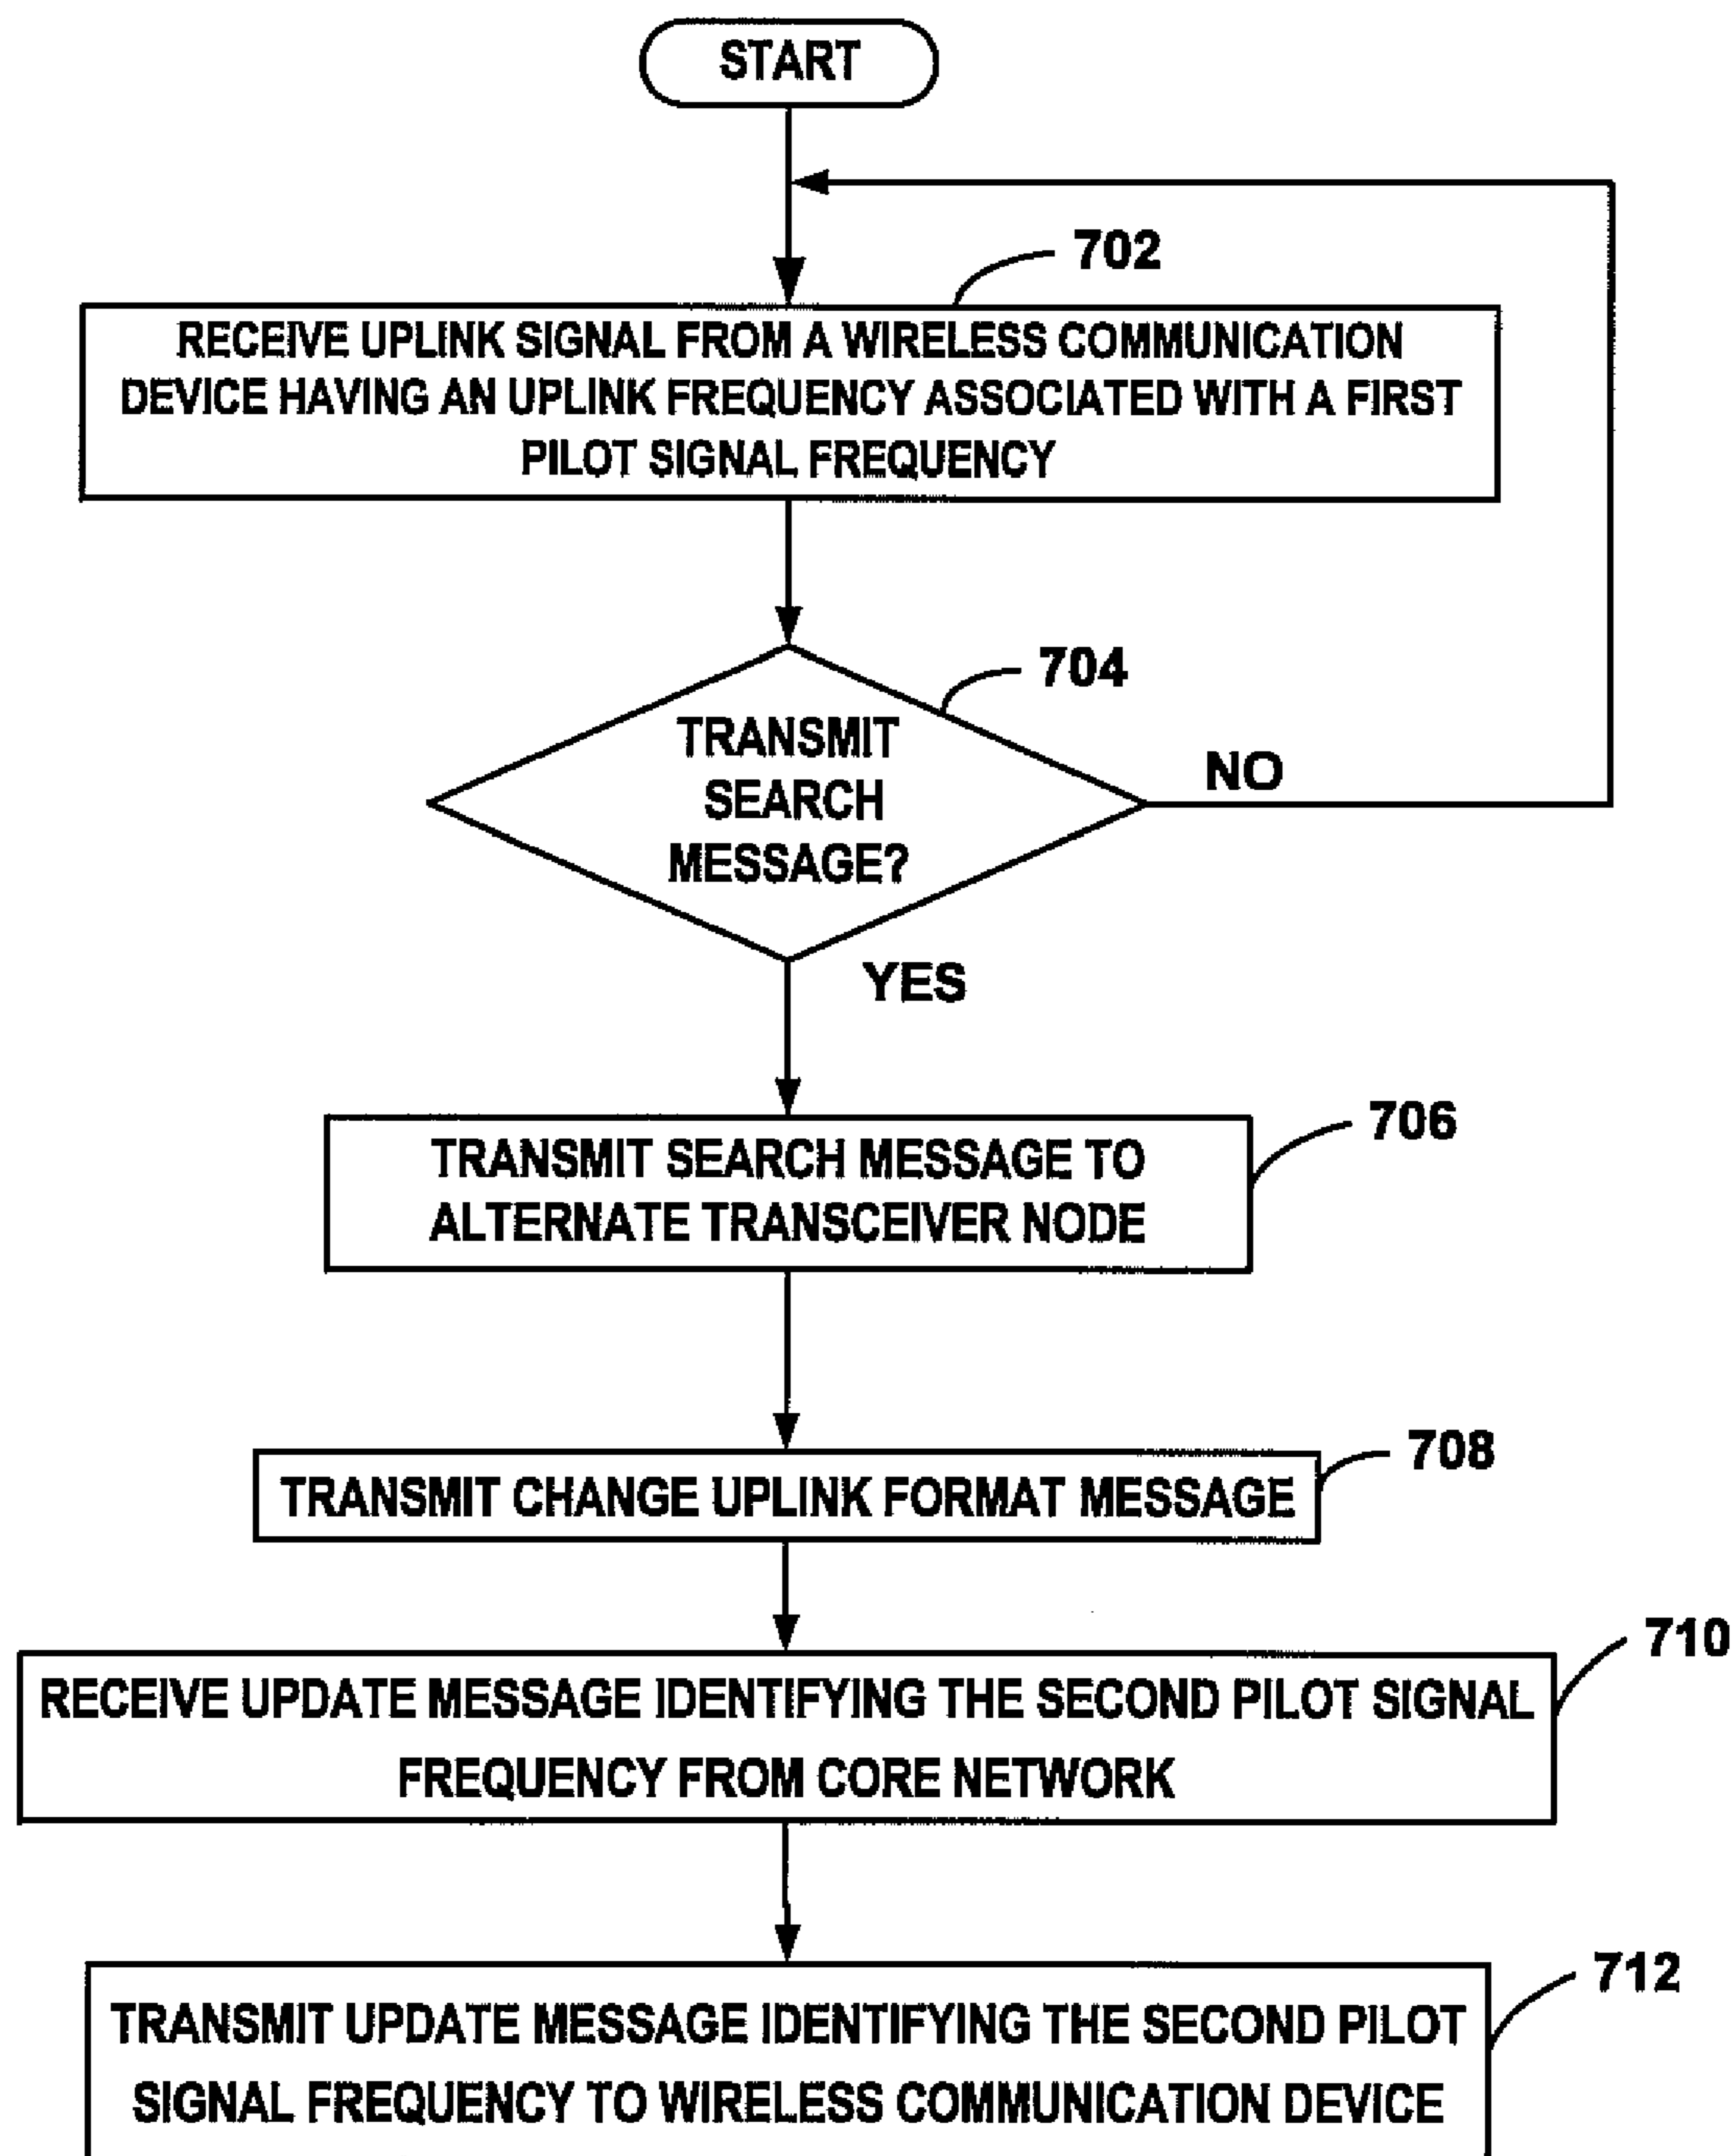 START
702
RECEIVE UPLINK SIGNAL FROM A WIRELESS COMMUNICATION
DEVICE HAVING AN UPLINK FREQUENCY ASSOCIATED WITH A FIRST
PILOT SIGNAL FREQUENCY
704
TRANSMIT
SEARCH
MESSAGE?
NO
YES
706
TRANSMIT SEARCH MESSAGE TO
ALTERNATE TRANSCEIVER NODE
708
TRANSMIT CHANGE UPLINK FORMAT MESSAGE
710
RECEIVE UPDATE MESSAGE IDENTIFYING THE SECOND PILOT SIGNAL
FREQUENCY FROM CORE NETWORK
712
TRANSMIT UPDATE MESSAGE IDENTIFYING THE SECOND PILOT
SIGNAL FREQUENCY TO WIRELESS COMMUNICATION DEVICE